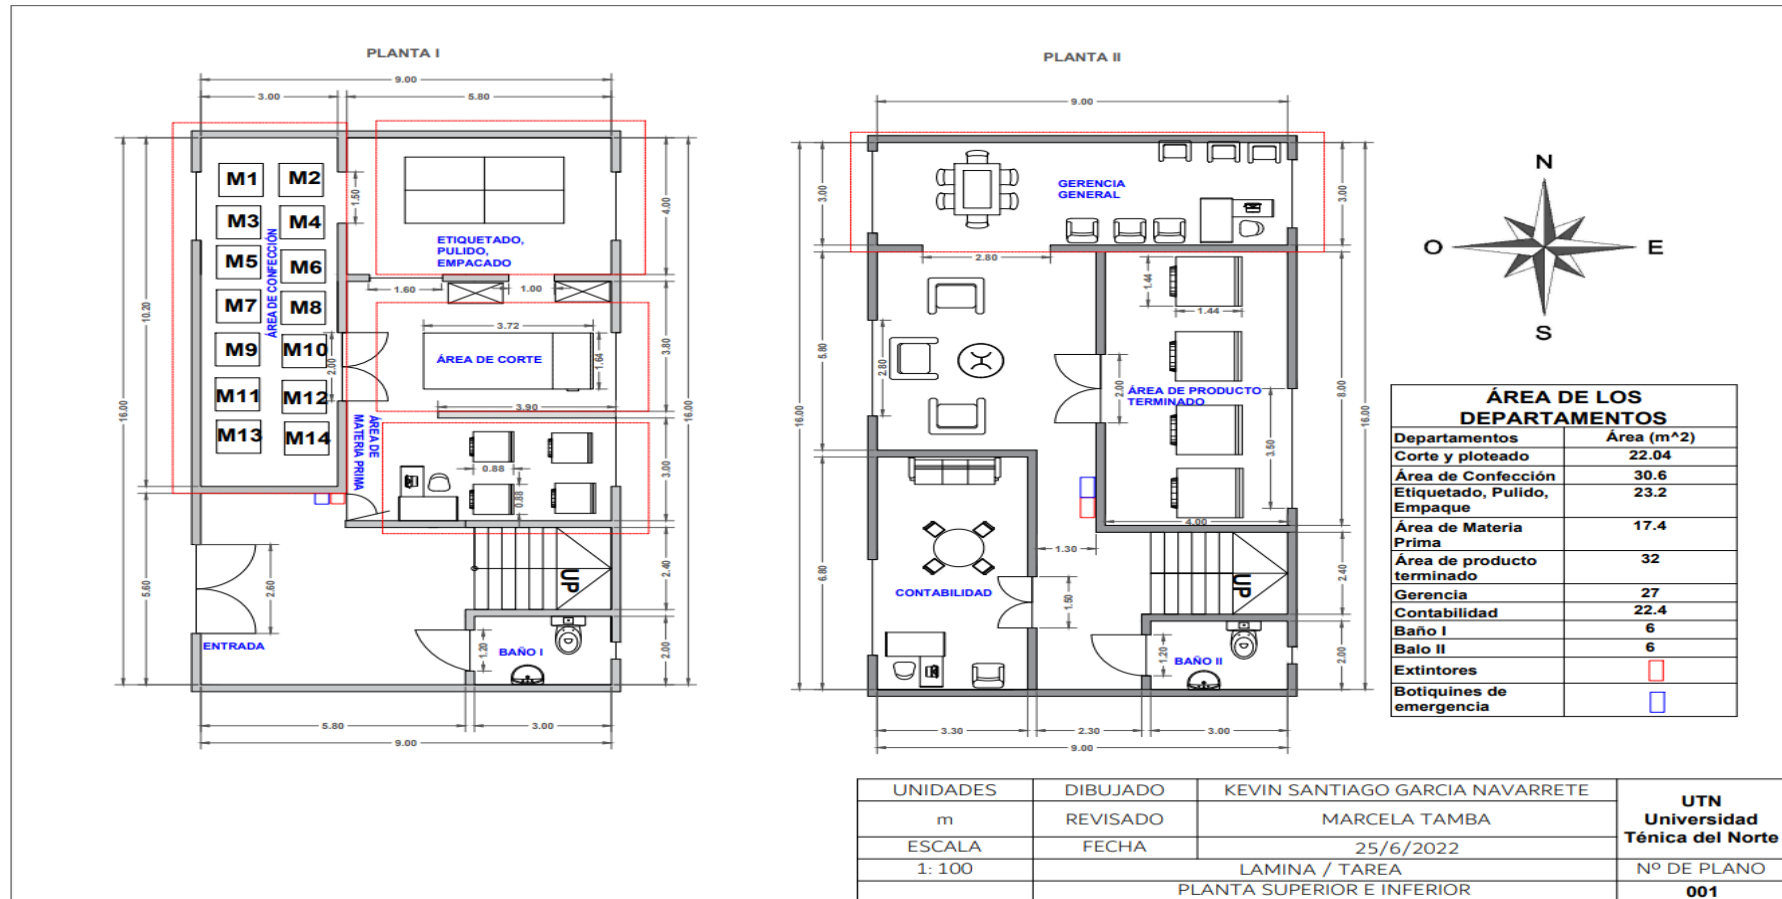 PLANTA I
9.00
3.00
5.80
16.00
10.20
5.60
M1
M2
M3
M4
M5
M6
M7
M8
M9
M10
M11
M12
M13
M14
ÁREA DE CONFECCIÓN
1.50
2.00
ETIQUETADO,
PULIDO,
EMPACADO
4.00
1.60
1.00
3.72
1.64
ÁREA DE CORTE
3.80
3.90
16.00
ÁREA DE
MATERIA PRIMA
0.88
0.88
3.00
UP
2.40
2.60
ENTRADA
1.20
BAÑO I
2.00
5.80
3.00
9.00
PLANTA II
9.00
16.00
3.00
5.80
6.80
GERENCIA
GENERAL
3.00
2.80
2.80
1.44
1.44
2.00
ÁREA DE PRODUCTO
TERMINADO
3.50
8.00
16.00
4.00
1.30
CONTABILIDAD
1.50
UP
2.40
1.20
BAÑO II
2.00
3.30
2.30
3.00
9.00
N
O
E
S
ÁREA DE LOS
DEPARTAMENTOS
Departamentos Área (m^2)
Corte y ploteado 22.04
Área de Confección 30.6
Etiquetado, Pulido,
Empaque 23.2
Área de Materia
Prima 17.4
Área de producto
terminado 32
Gerencia 27
Contabilidad 22.4
Baño I 6
Balo II 6
Extintores
Botiquines de
emergencia
UNIDADES DIBUJADO KEVIN SANTIAGO GARCIA NAVARRETE
m REVISADO MARCELA TAMBA
ESCALA FECHA 25/6/2022
1: 100 LAMINA / TAREA
PLANTA SUPERIOR E INFERIOR
UTN
Universidad
Ténica del Norte
Nº DE PLANO
001